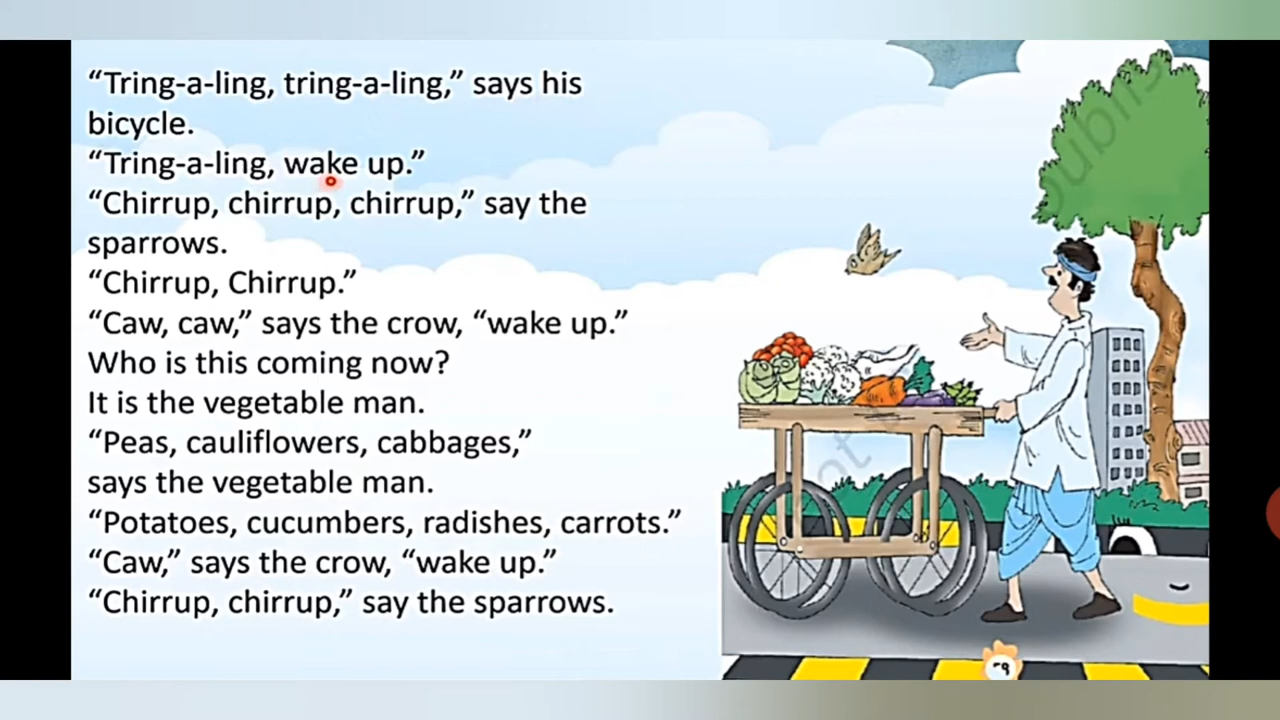 “Tring-a-ling, tring-a-ling,” says his
bicycle.
“Tring-a-ling, wake up.”
“Chirrup, chirrup, chirrup,” say the
sparrows.
“Chirrup, Chirrup.”
“Caw, caw,” says the crow, “wake up.”
Who is this coming now?
It is the vegetable man.
“Peas, cauliflowers, cabbages,”
says the vegetable man.
“Potatoes, cucumbers, radishes, carrots.”
“Caw,” says the crow, “wake up.”
“Chirrup, chirrup,” say the sparrows.